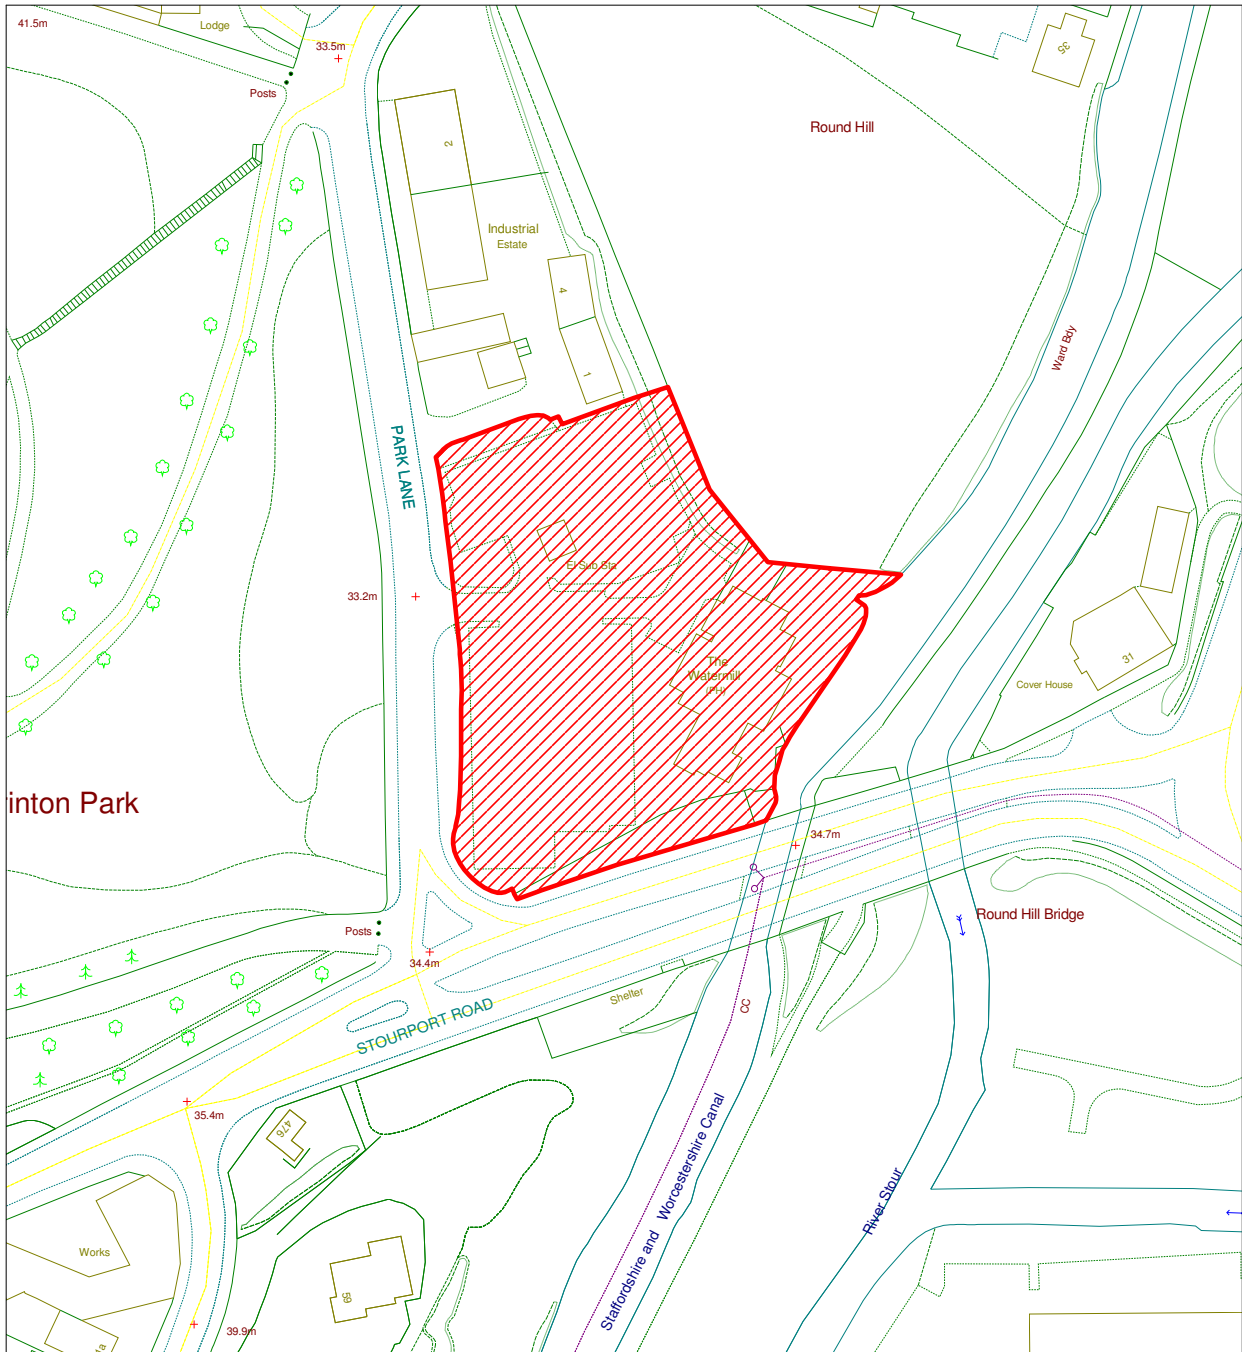 41.5m
Lodge
33.5m
Posts
35
Round Hill
2
Industrial
Estate
4
1
Ward Bdy
PARK LANE
El Sub Sta
33.2m
The
Watermill
(PH)
31
Cover House
rinton Park
34.7m
Posts
34.4m
Round Hill Bridge
Shelter
CC
STOURPORT ROAD
35.4m
476
Staffordshire and Worcestershire Canal
River Stour
Works
59
39.9m